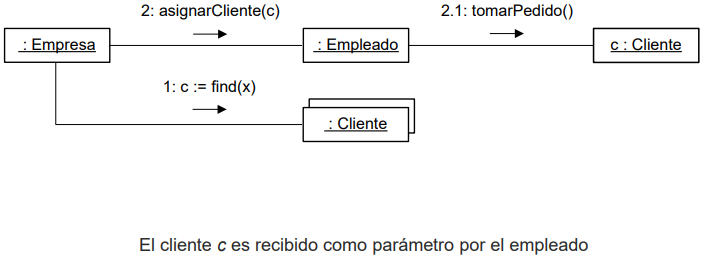 2: asignarCliente(c)
2.1: tomarPedido()
: Empresa
: Empleado
c : Cliente
1: c := find(x)
: Cliente
El cliente c es recibido como parámetro por el empleado